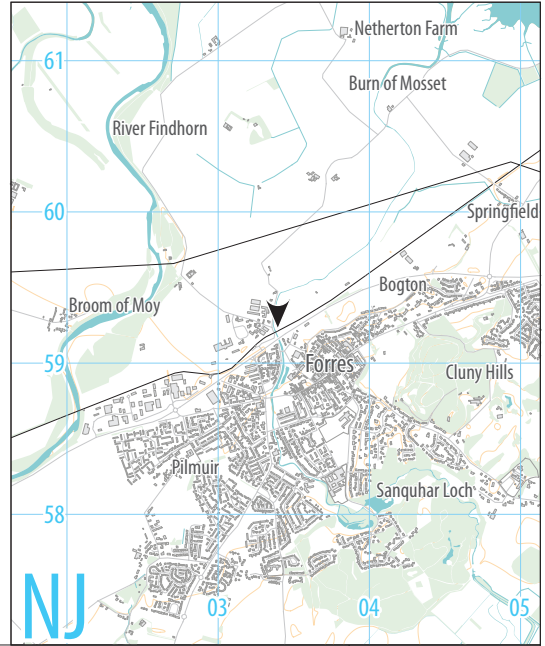 Netherton Farm
61
Burn of Mosset
River Findhorn
60
Springfield
Bogton
Broom of Moy
59
Forres
Cluny Hills
Pilmuir
Sanquhar Loch
58
NJ
03
04
05